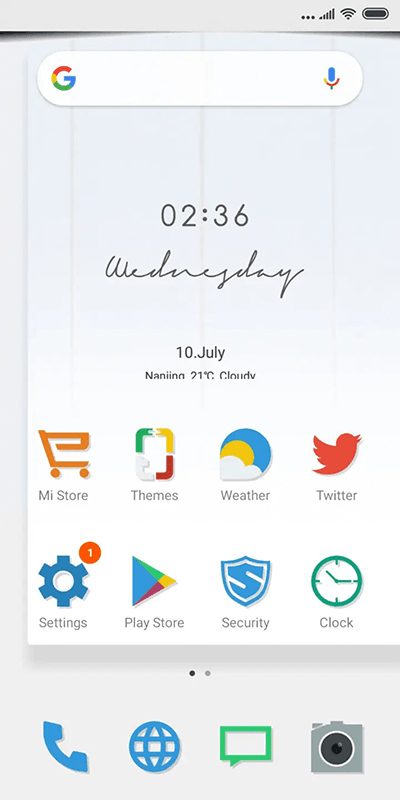 02:36
Wednesday
10.July
Nanjing 21℃ Cloudy
Mi Store Themes Weather Twitter
1
Settings Play Store Security Clock